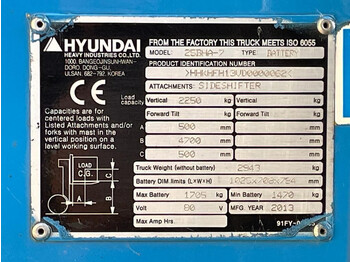 HYUNDAI
HEAVY INDUSTRIES CO., LTD.
1000, BANGEOJINSUNHWAN-
DORO, DONG-GU,
ULSAN, 682-792, KOREA
CE
Capacities are for
centered loads with
Listed Attachments and/or
forks with mast in the
vertical position on a
level working surface.
LOAD
C.G.
A
B
C
FROM THE FACTORY THIS TRUCK MEETS ISO 6055
MODEL 25BHA-7 TYPE BATTERY
PRODUCT IDENTIFICATION NUMBER
ATTACHMENTS SIDESHIFTER
Vertical 2250 kg Vertical kg
Forward Tilt kg Forward Tilt kg
A 500 mm A mm
B 4700 mm B mm
C 500 mm C mm
Truck Weight (without battery) 2943 kg
Battery DIM. limits (L×W×H) mm
Max Battery 1705 kg Min Battery 1470 kg
Volt 80 V MFG. YEAR 2013
Max Amp Hrs